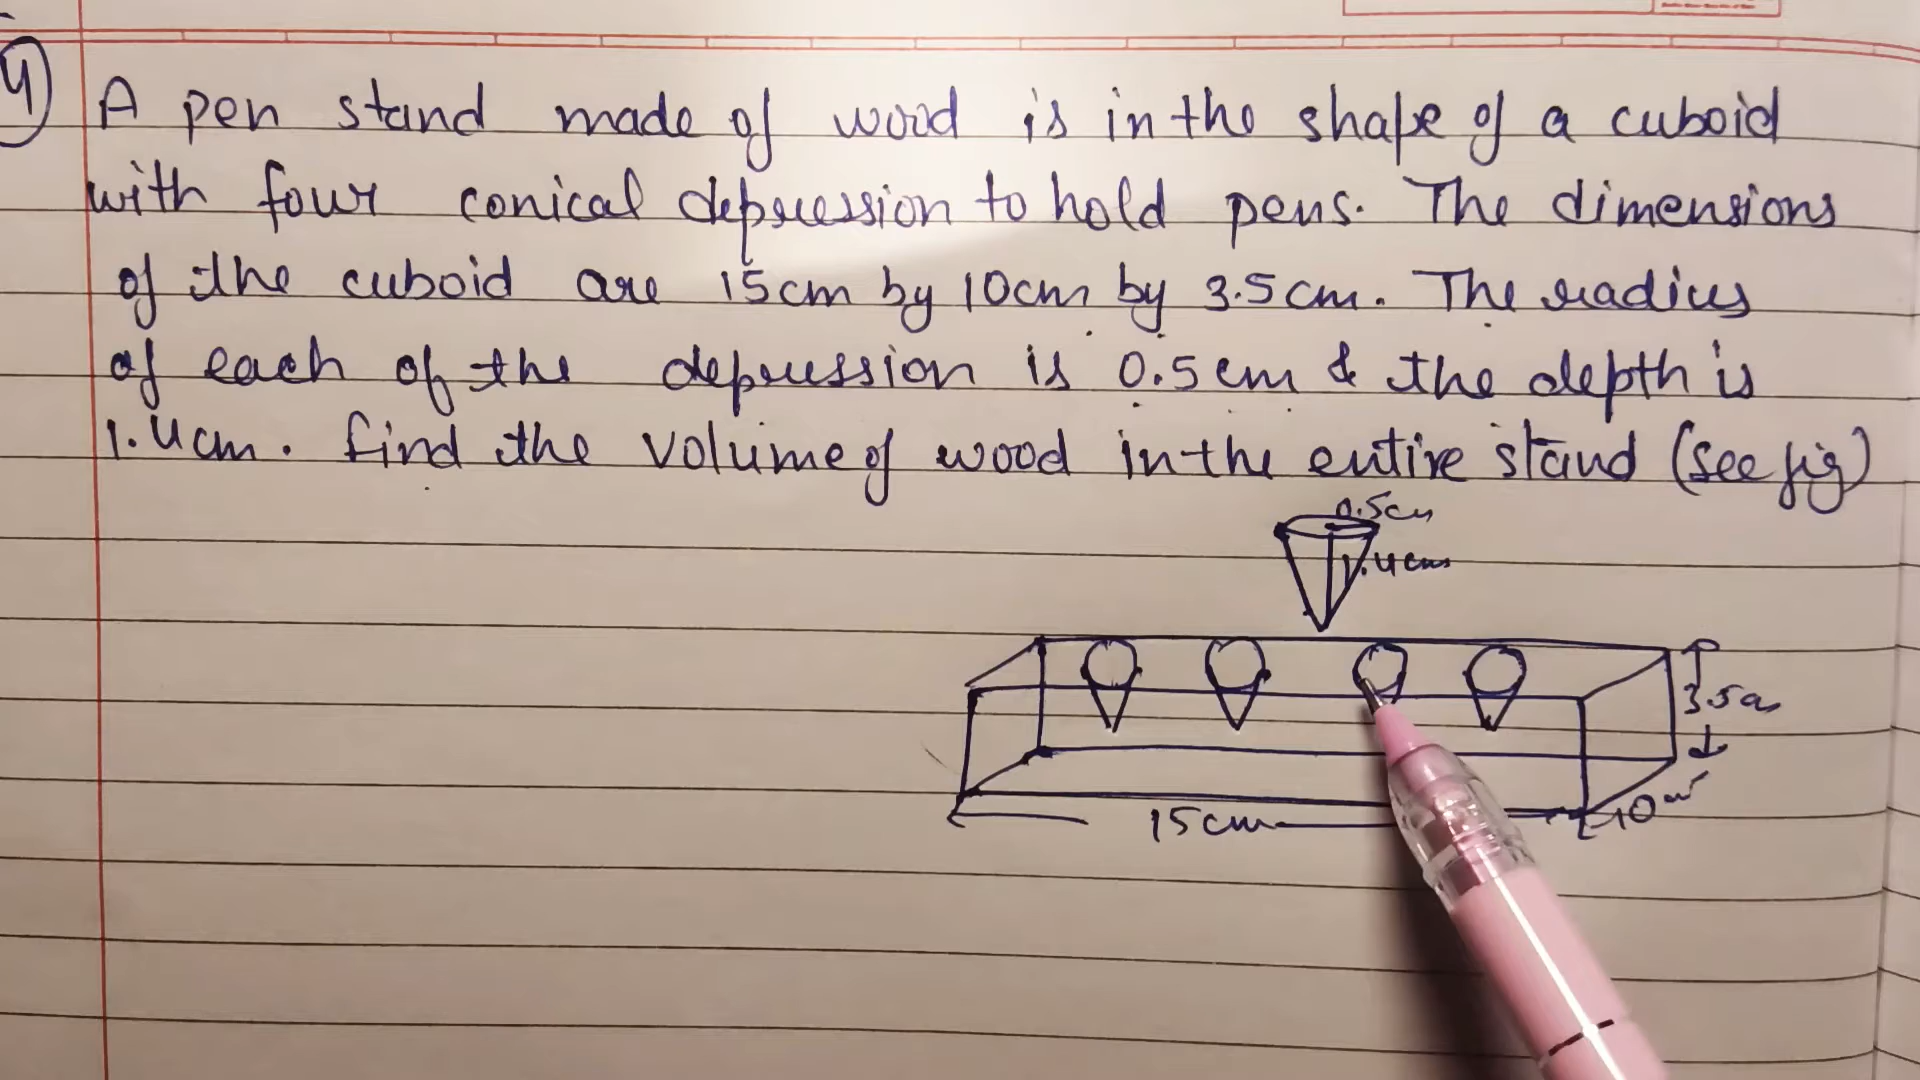 4) A pen stand made of wood is in the shape of a cuboid
with four conical depression to hold pens. The dimensions
of the cuboid are 15cm by 10cm by 3.5cm. The radius
of each of the depression is 0.5cm & the depth is
1.4cm. find the volume of wood in the entire stand (see fig)
0.5cm
1.4cm
3.5cm
10cm
15cm